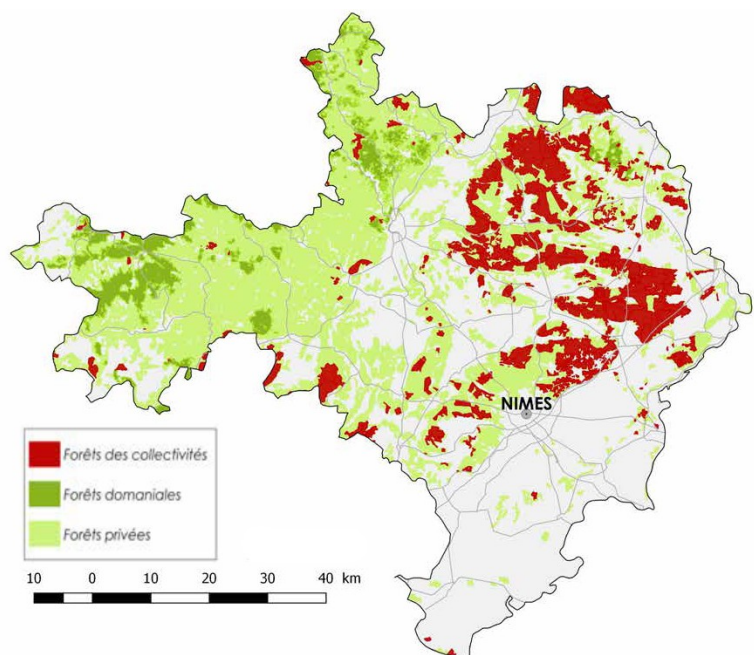 NIMES
Forêts des collectivités
Forêts domaniales
Forêts privées
10 0 10 20 30 40 km